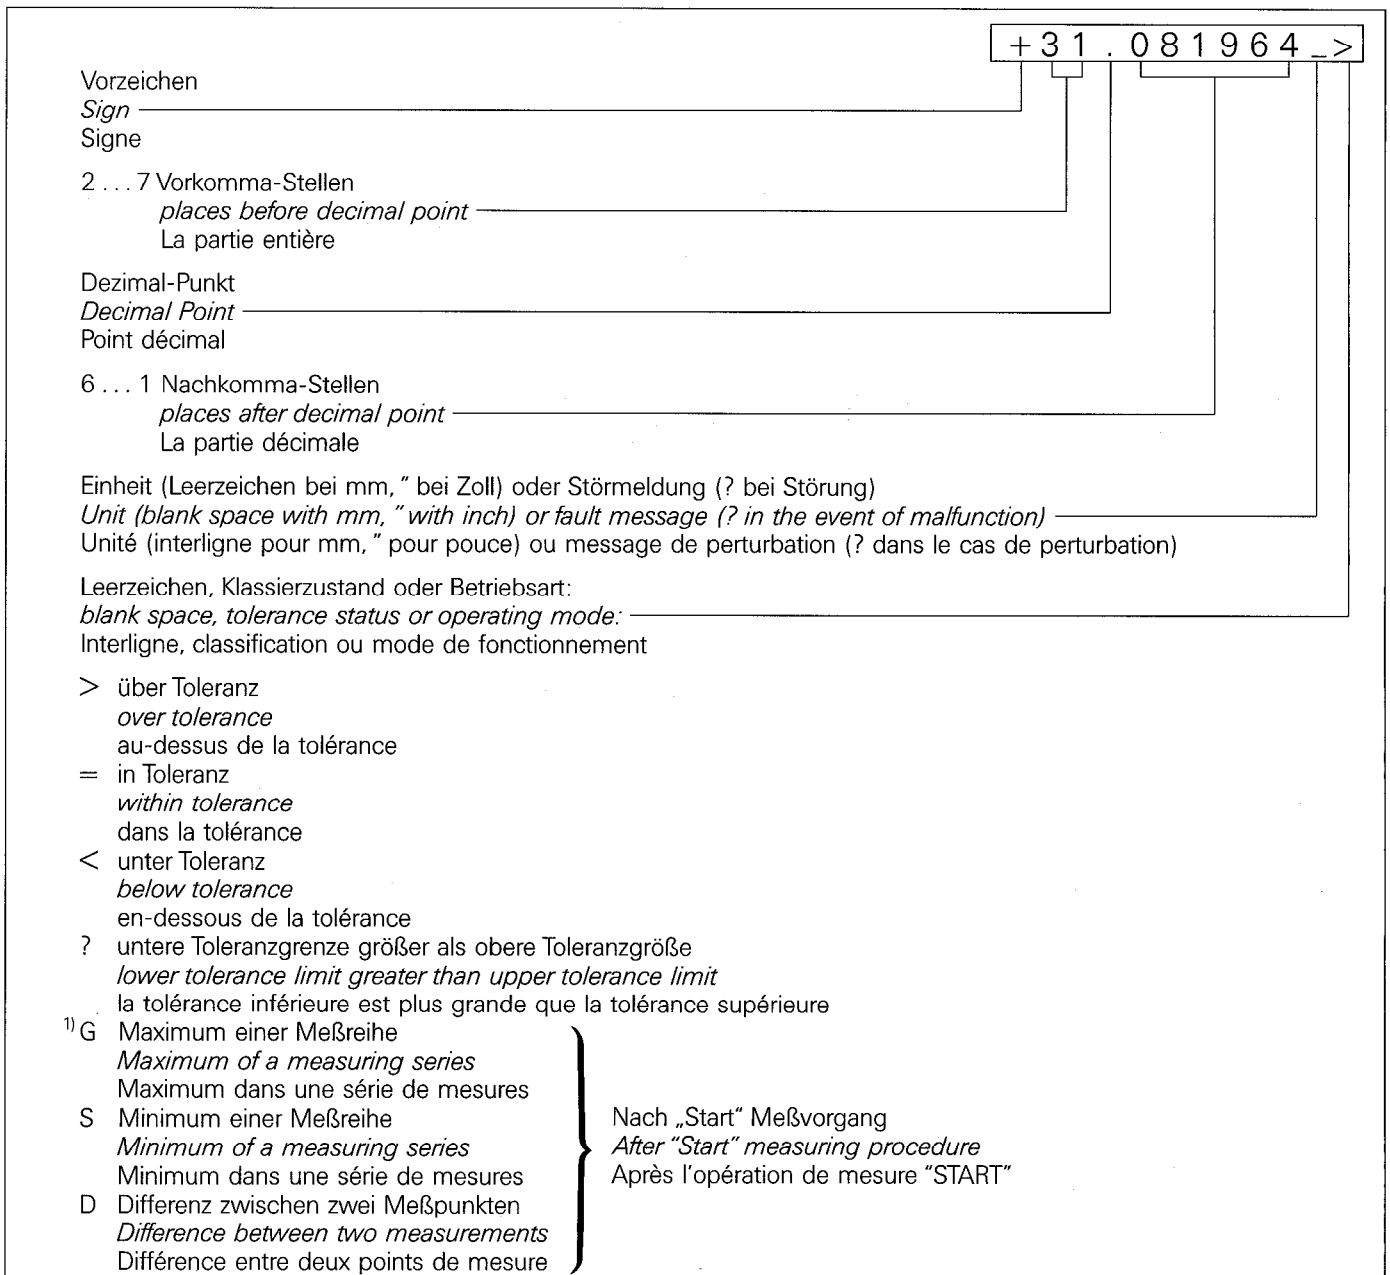 +31.081964_>
Vorzeichen
Sign
Signe
2 ... 7 Vorkomma-Stellen
places before decimal point
La partie entière
Dezimal-Punkt
Decimal Point
Point décimal
6 ... 1 Nachkomma-Stellen
places after decimal point
La partie décimale
Einheit (Leerzeichen bei mm, " bei Zoll) oder Störmeldung (? bei Störung)
Unit (blank space with mm, " with inch) or fault message (? in the event of malfunction)
Unité (interligne pour mm, " pour pouce) ou message de perturbation (? dans le cas de perturbation)
Leerzeichen, Klassierzustand oder Betriebsart:
blank space, tolerance status or operating mode:
Interligne, classification ou mode de fonctionnement
> über Toleranz
over tolerance
au-dessus de la tolérance
= in Toleranz
within tolerance
dans la tolérance
< unter Toleranz
below tolerance
en-dessous de la tolérance
? untere Toleranzgrenze größer als obere Toleranzgröße
lower tolerance limit greater than upper tolerance limit
la tolérance inférieure est plus grande que la tolérance supérieure
1) G Maximum einer Meßreihe
Maximum of a measuring series
Maximum dans une série de mesures
S Minimum einer Meßreihe
Minimum of a measuring series
Minimum dans une série de mesures
D Differenz zwischen zwei Meßpunkten
Difference between two measurements
Différence entre deux points de mesure
Nach „Start" Meßvorgang
After "Start" measuring procedure
Après l'opération de mesure "START"